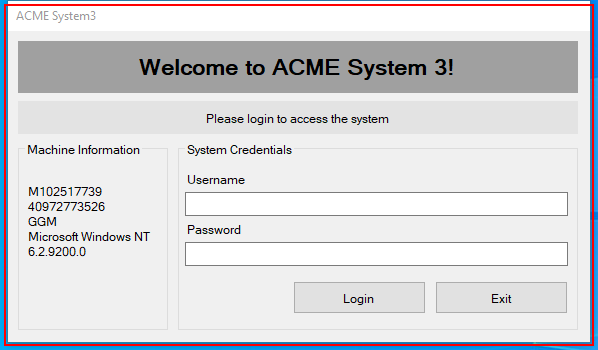 ACME System3
Welcome to ACME System 3!
Please login to access the system
Machine Information
M102517739
40972773526
GGM
Microsoft Windows NT
6.2.9200.0
System Credentials
Username
Password
Login
Exit